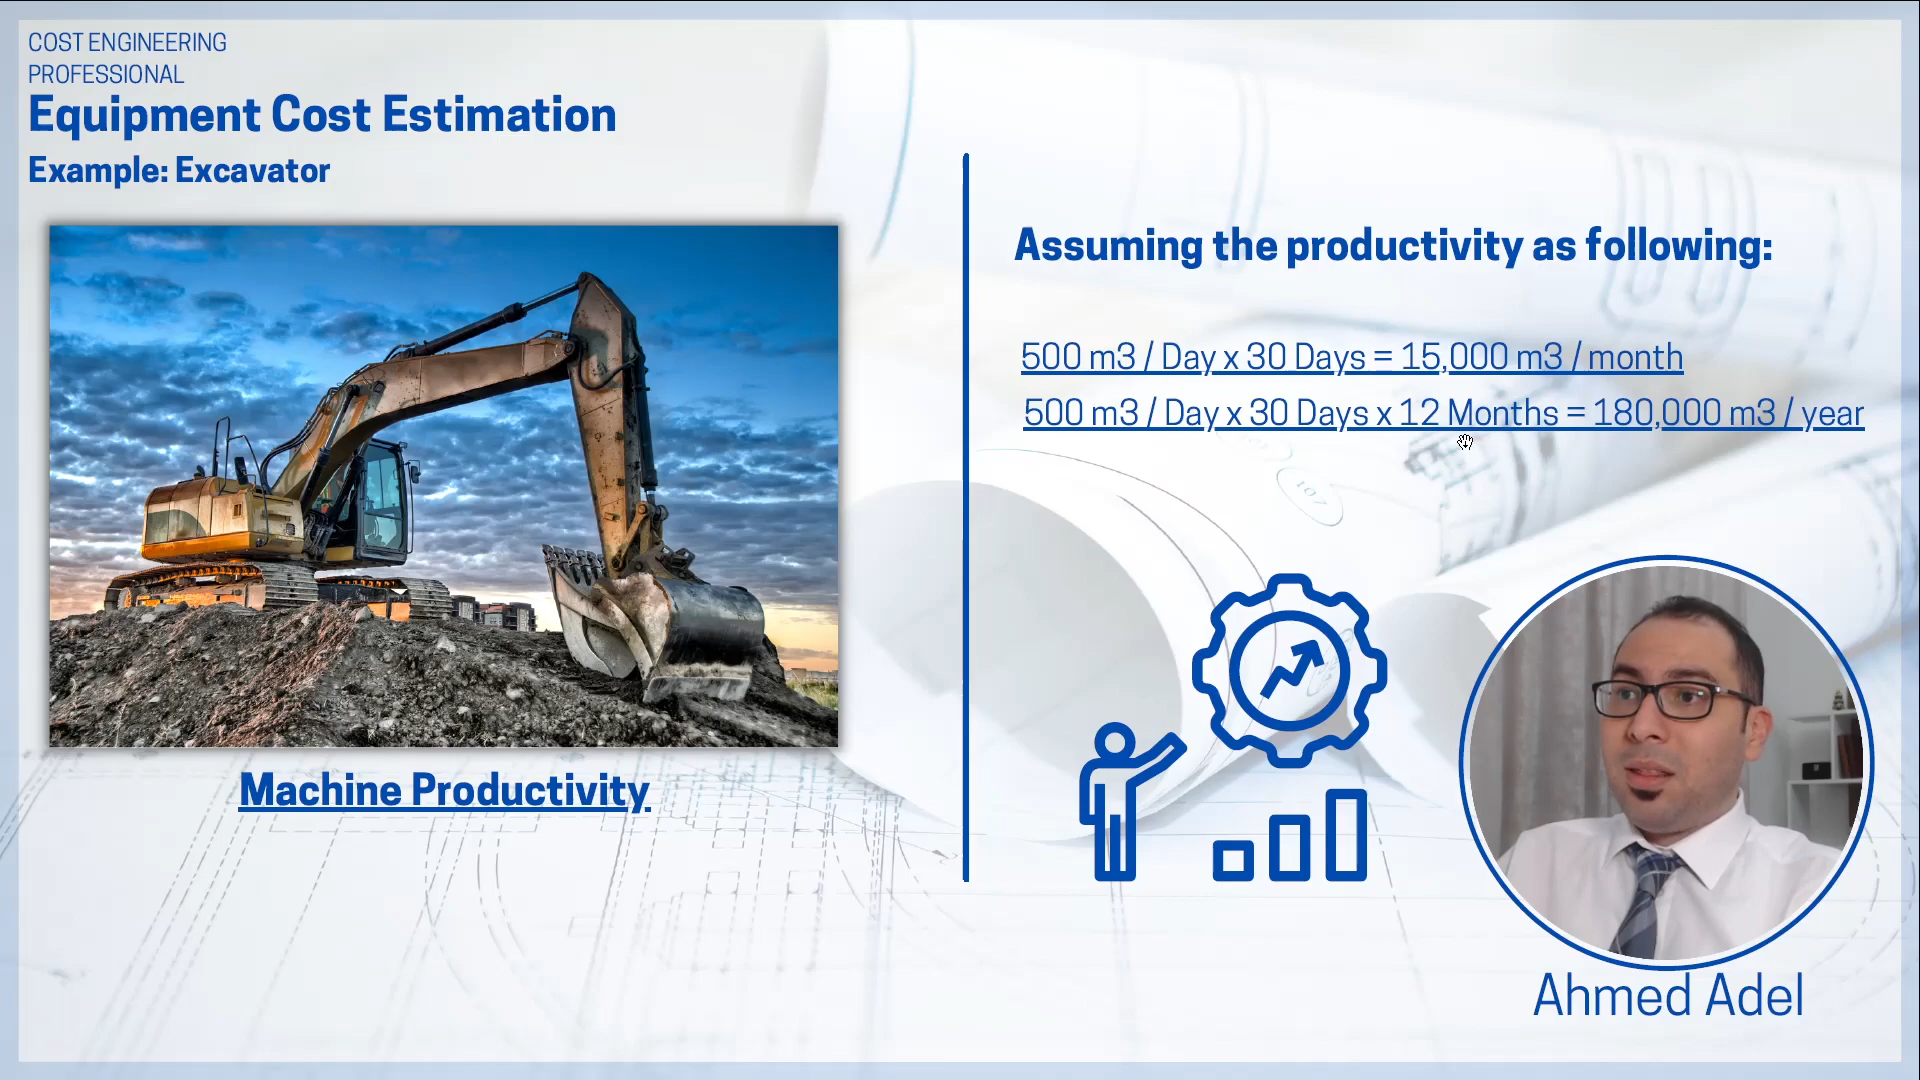 COST ENGINEERING
PROFESSIONAL
Equipment Cost Estimation
Example: Excavator
Machine Productivity
Assuming the productivity as following:
500 m3 / Day x 30 Days = 15,000 m3 / month
500 m3 / Day x 30 Days x 12 Months = 180,000 m3 / year
107
Ahmed Adel